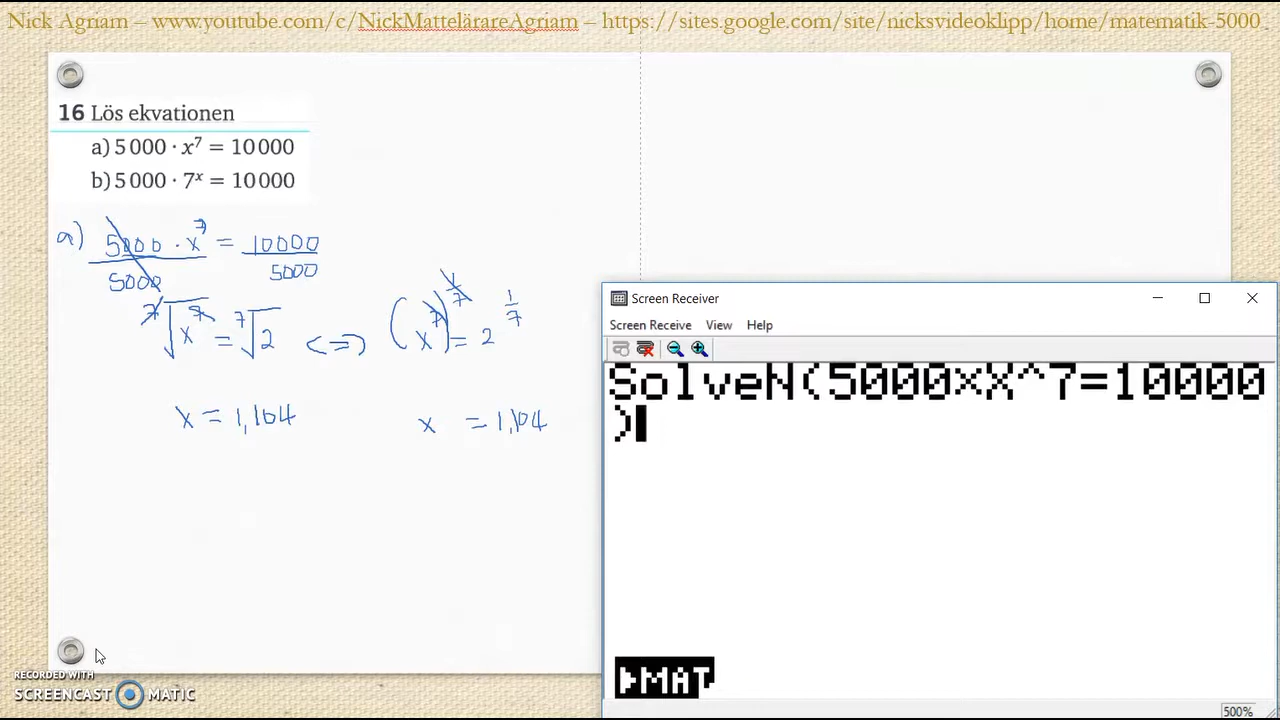 Nick Agriam – www.youtube.com/c/NickMattelärareAgriam – https://sites.google.com/site/nicksvideoklipp/home/matematik-5000
16 Lös ekvationen
a) 5 000 · x⁷ = 10 000
b) 5 000 · 7ˣ = 10 000
a) 5000 · x⁷ = 10000
5000 5000
⁷√x⁷ = ⁷√2 <=> (x⁷)^1/7 = 2^1/7
x = 1,104 x = 1,104
Screen Receiver
Screen Receive View Help
SolveN(5000×X^7=10000
)
▶MAT
500%
RECORDED WITH
SCREENCAST MATIC